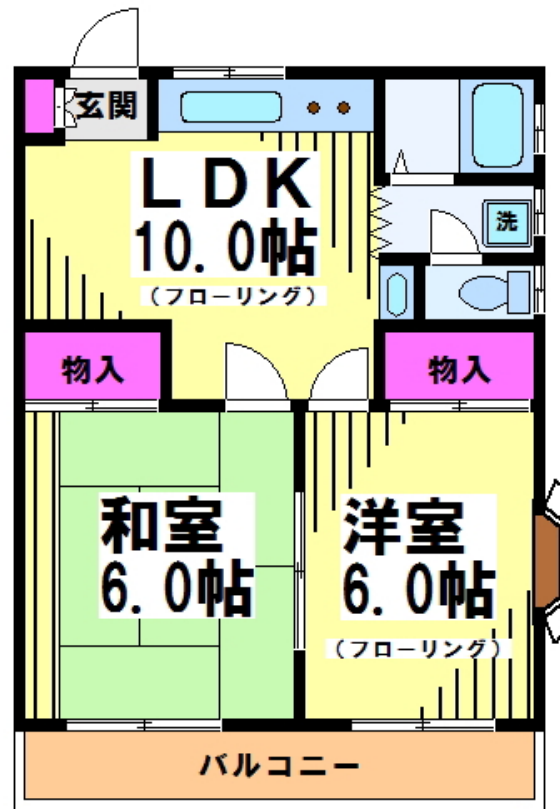 玄関
LDK
10.0帖
(フローリング)
洗
物入
物入
和室
6.0帖
洋室
6.0帖
(フローリング)
バルコニー